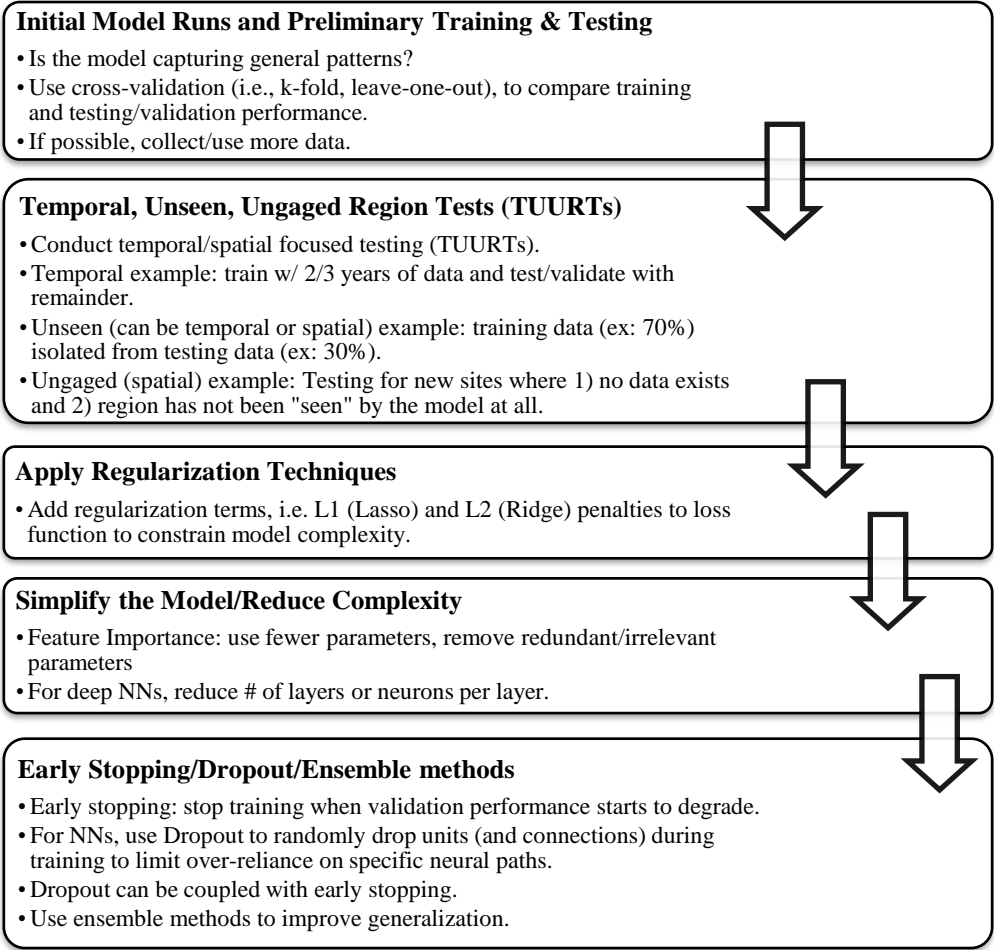 Initial Model Runs and Preliminary Training & Testing
• Is the model capturing general patterns?
• Use cross-validation (i.e., k-fold, leave-one-out), to compare training
and testing/validation performance.
• If possible, collect/use more data.
Temporal, Unseen, Ungaged Region Tests (TUURTs)
• Conduct temporal/spatial focused testing (TUURTs).
• Temporal example: train w/ 2/3 years of data and test/validate with
remainder.
• Unseen (can be temporal or spatial) example: training data (ex: 70%)
isolated from testing data (ex: 30%).
• Ungaged (spatial) example: Testing for new sites where 1) no data exists
and 2) region has not been "seen" by the model at all.
Apply Regularization Techniques
• Add regularization terms, i.e. L1 (Lasso) and L2 (Ridge) penalties to loss
function to constrain model complexity.
Simplify the Model/Reduce Complexity
• Feature Importance: use fewer parameters, remove redundant/irrelevant
parameters
• For deep NNs, reduce # of layers or neurons per layer.
Early Stopping/Dropout/Ensemble methods
• Early stopping: stop training when validation performance starts to degrade.
• For NNs, use Dropout to randomly drop units (and connections) during
training to limit over-reliance on specific neural paths.
• Dropout can be coupled with early stopping.
• Use ensemble methods to improve generalization.